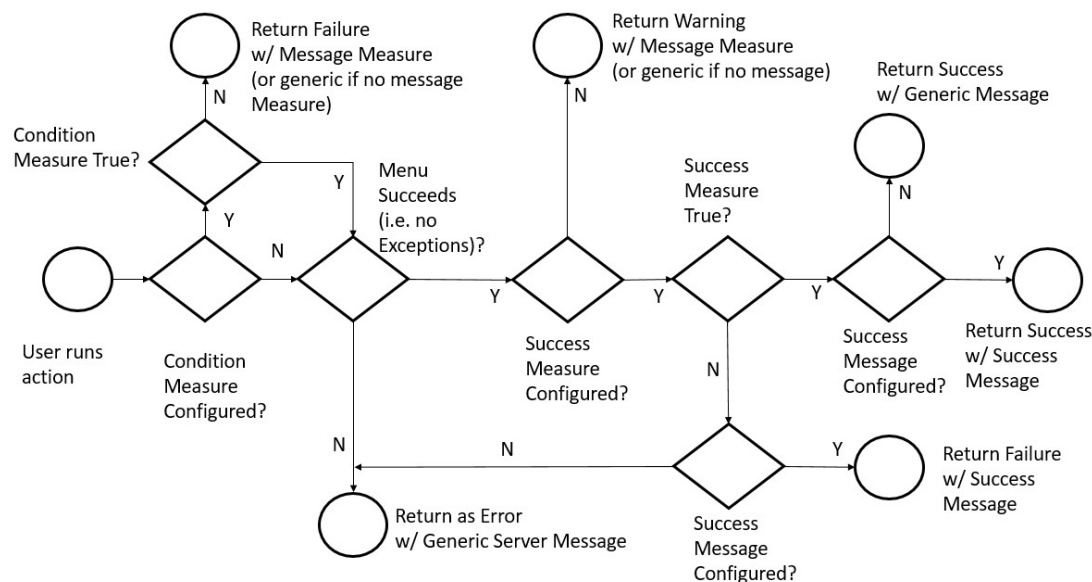 Return Failure
w/ Message Measure
(or generic if no message
Measure)
N
Condition
Measure True?
Y
Y
Return Warning
w/ Message Measure
(or generic if no message)
N
Return Success
w/ Generic Message
N
Menu
Succeeds
(i.e. no
Exceptions)?
Success
Measure
True?
N
Y
Y
Y
Y
User runs
action
Condition
Measure
Configured?
Success
Measure
Configured?
Success
Message
Configured?
Return Success
w/ Success
Message
N
N
N
Y
Return Failure
w/ Success
Message
Return as Error
w/ Generic Server Message
Success
Message
Configured?